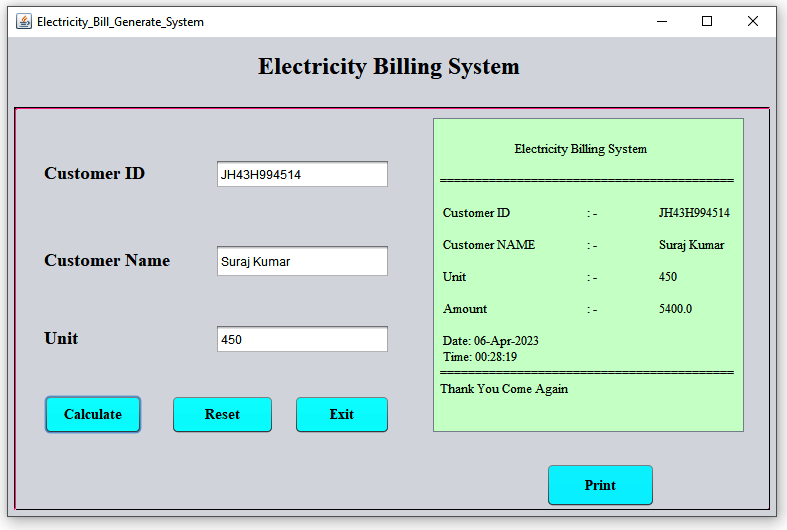 Electricity_Bill_Generate_System
Electricity Billing System
Customer ID
JH43H994514
Customer Name
Suraj Kumar
Unit
450
Calculate
Reset
Exit
Electricity Billing System
==========================================
Customer ID :- JH43H994514
Customer NAME :- Suraj Kumar
Unit :- 450
Amount :- 5400.0
Date: 06-Apr-2023
Time: 00:28:19
==========================================
Thank You Come Again
Print